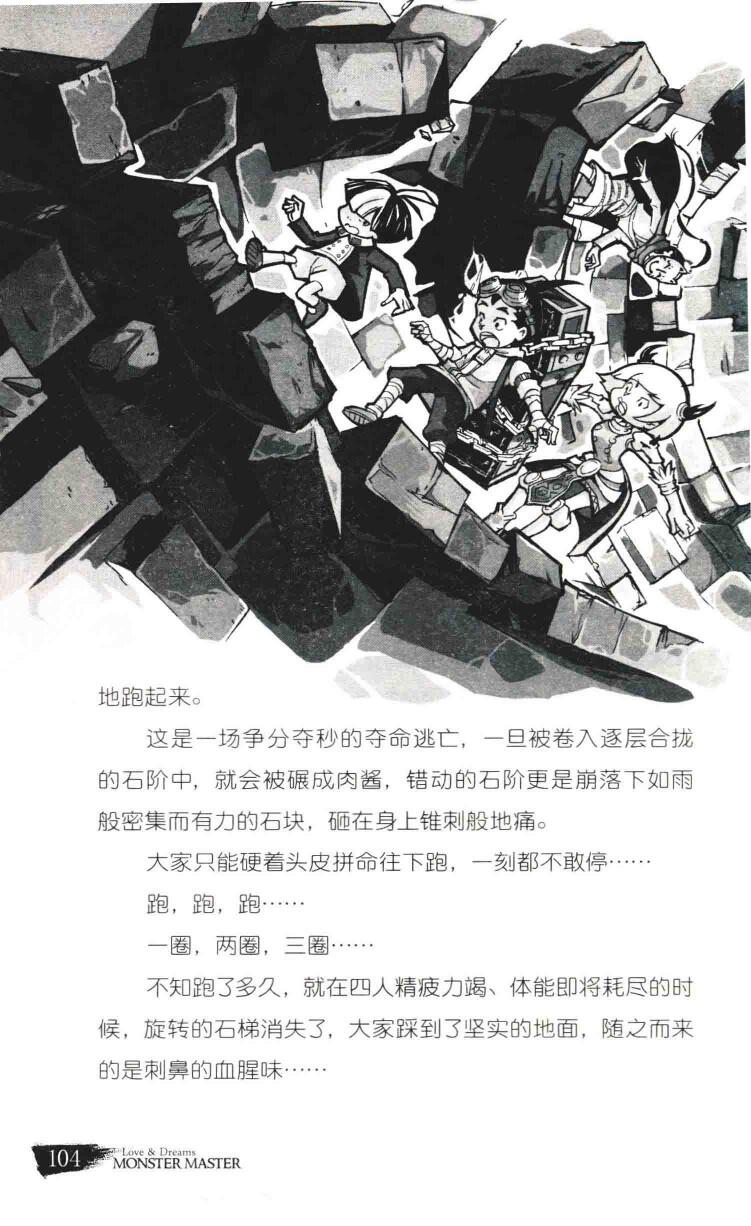 地跑起来。
这是一场争分夺秒的夺命逃亡，一旦被卷入逐层合拢
的石阶中，就会被碾成肉酱，错动的石阶更是崩落下如雨
般密集而有力的石块，砸在身上锥刺般地痛。
大家只能硬着头皮拼命往下跑，一刻都不敢停……
跑，跑，跑……
一圈，两圈，三圈……
不知跑了多久，就在四人精疲力竭、体能即将耗尽的时
候，旋转的石梯消失了，大家踩到了坚实的地面，随之而来
的是刺鼻的血腥味……
104
Love & Dreams
MONSTER MASTER